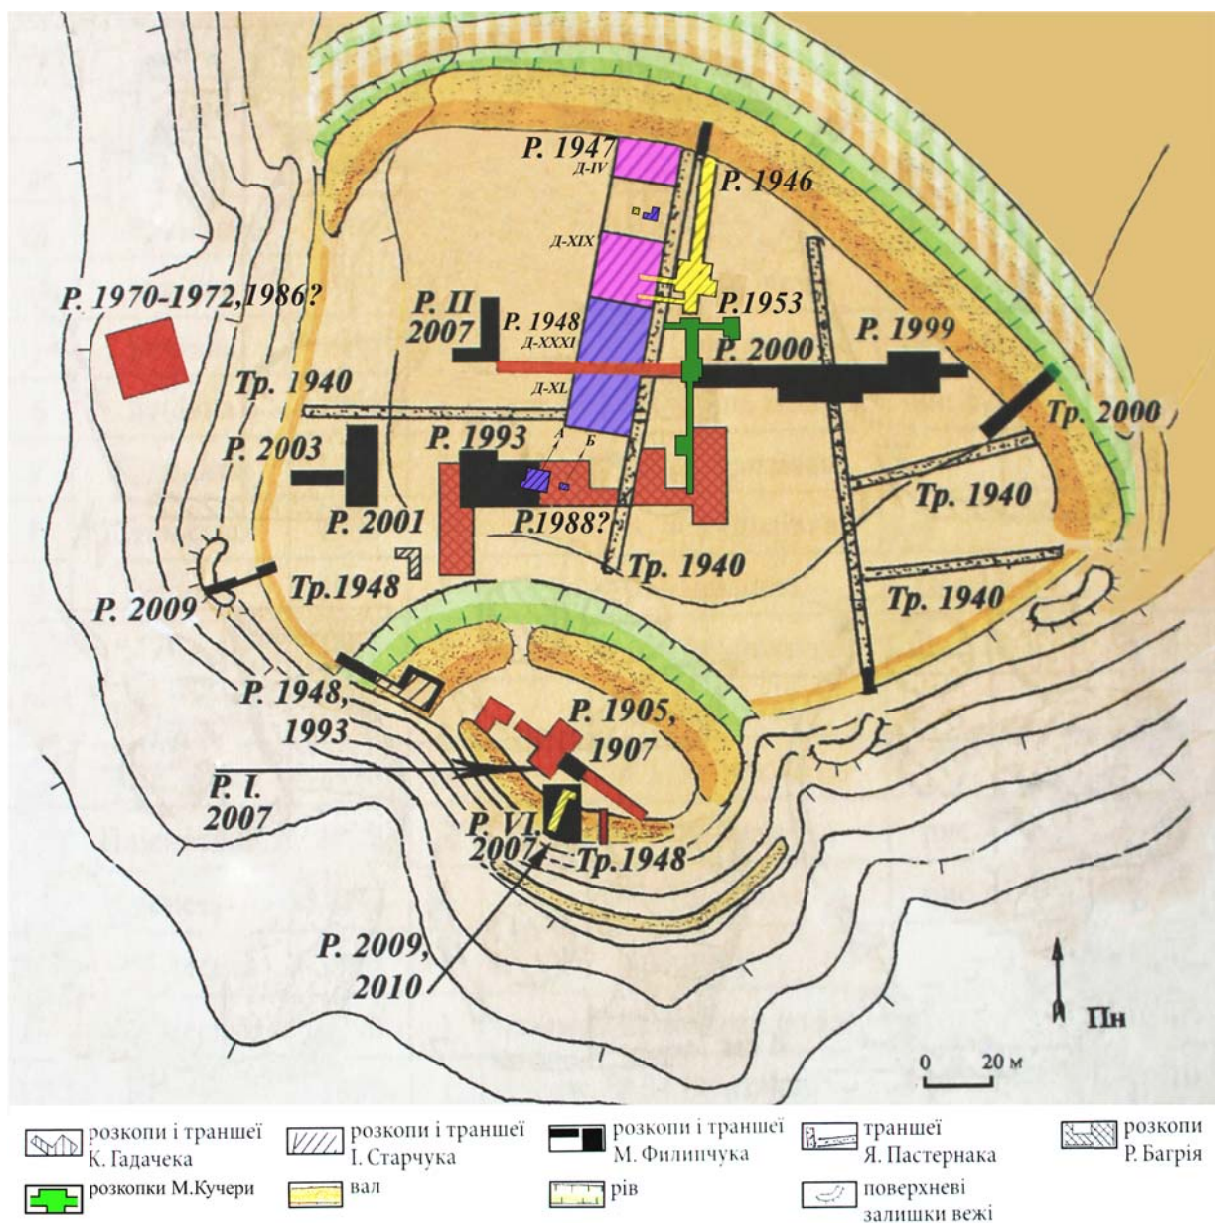 Р. 1947
Д-IV
Р. 1946
Д-XIX
Р. 1970-1972, 1986?
Р. II
2007
Р. 1948
Д-XXXI
Р.1953
Р. 2000
Р. 1999
Тр. 1940
Д-XL
Тр. 2000
Р. 2003
Р. 1993
А
Б
Тр. 1940
Р. 2001
Р.1988?
Тр. 1940
Тр.1948
Р. 2009
Тр. 1940
Р. 1948,
1993
Р. 1905,
1907
Р. І.
2007
Р. VI.
2007
Тр.1948
Р. 2009,
2010
Пн
0 20 м
розкопи і траншеї
К. Гадачека
розкопи і траншеї
І. Старчука
розкопи і траншеї
М. Филипчука
траншеї
Я. Пастернака
розкопи
Р. Багрія
розкопки М.Кучери
вал
рів
поверхневі
залишки вежі